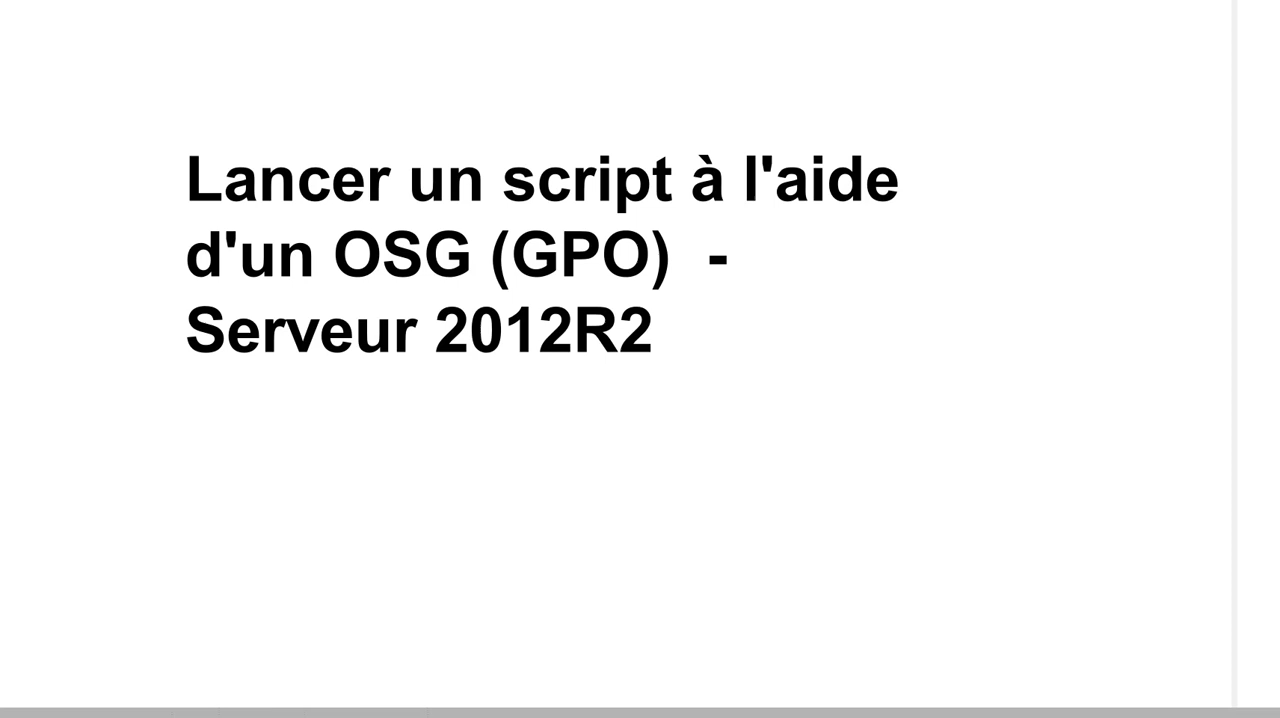 Lancer un script à l'aide
d'un OSG (GPO)  -
Serveur 2012R2